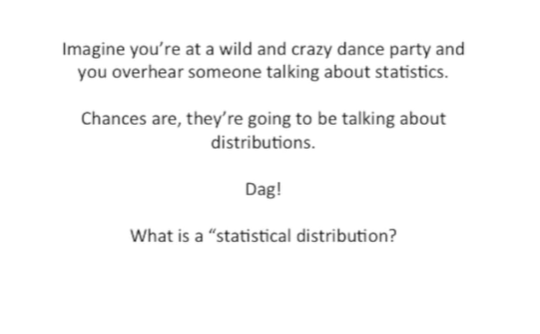 Imagine you're at a wild and crazy dance party and
you overhear someone talking about statistics.
Chances are, they're going to be talking about
distributions.
Dag!
What is a "statistical distribution?